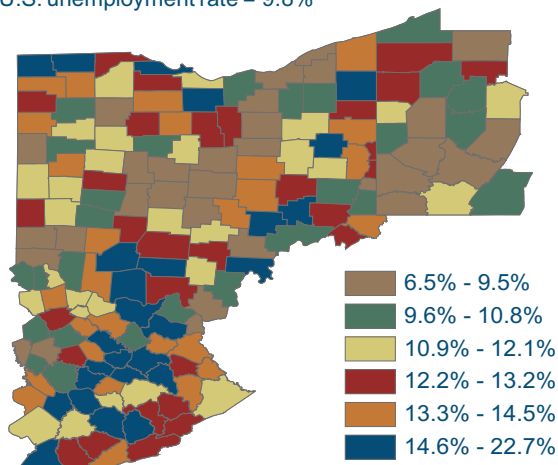 U.S. unemployment rate = 9.6%
6.5% - 9.5%
9.6% - 10.8%
10.9% - 12.1%
12.2% - 13.2%
13.3% - 14.5%
14.6% - 22.7%